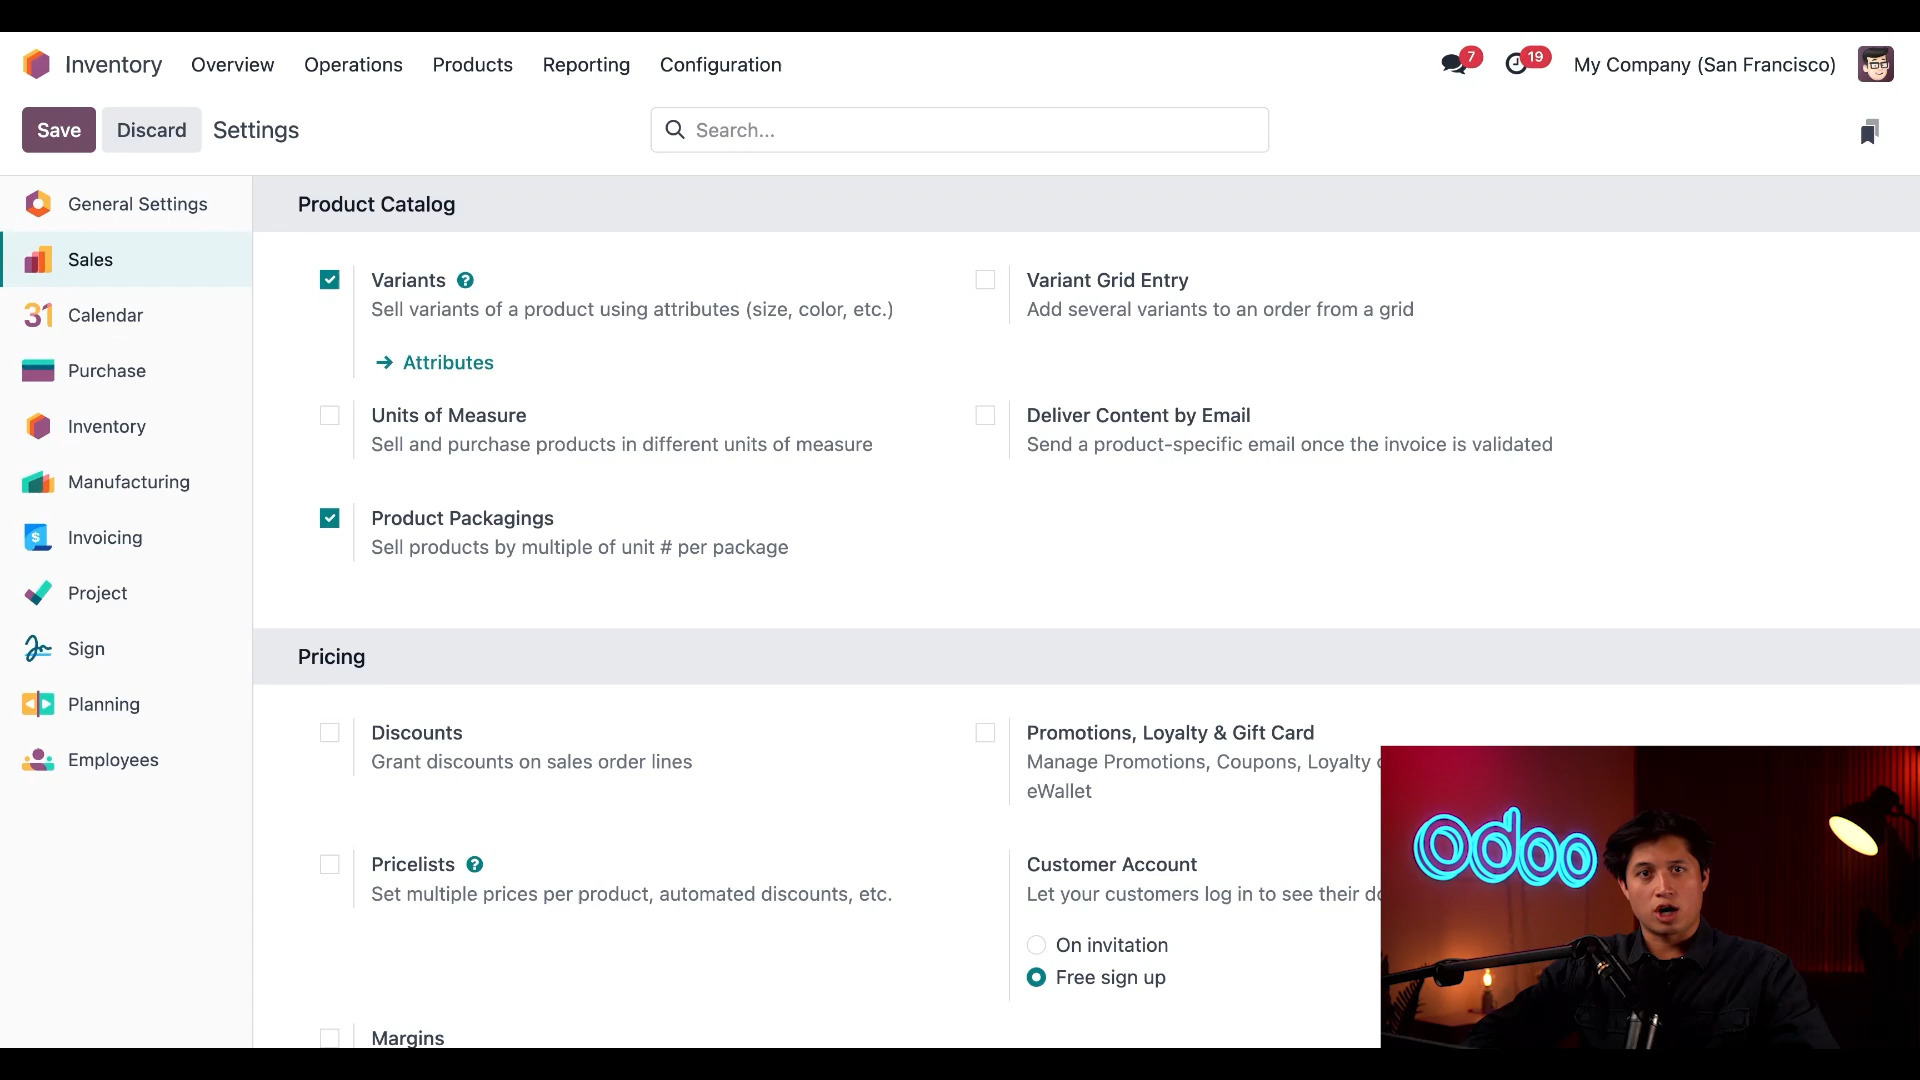 Inventory Overview Operations Products Reporting Configuration 7 19 My Company (San Francisco)
Save Discard Settings Search...
General Settings
Sales
31 Calendar
Purchase
Inventory
Manufacturing
$ Invoicing
Project
Sign
Planning
Employees
Product Catalog
Variants ?
Sell variants of a product using attributes (size, color, etc.)
→ Attributes
Variant Grid Entry
Add several variants to an order from a grid
Units of Measure
Sell and purchase products in different units of measure
Deliver Content by Email
Send a product-specific email once the invoice is validated
Product Packagings
Sell products by multiple of unit # per package
Pricing
Discounts
Grant discounts on sales order lines
Promotions, Loyalty & Gift Card
Manage Promotions, Coupons, Loyalty
eWallet
Pricelists ?
Set multiple prices per product, automated discounts, etc.
Customer Account
Let your customers log in to see their
On invitation
Free sign up
Margins
odoo